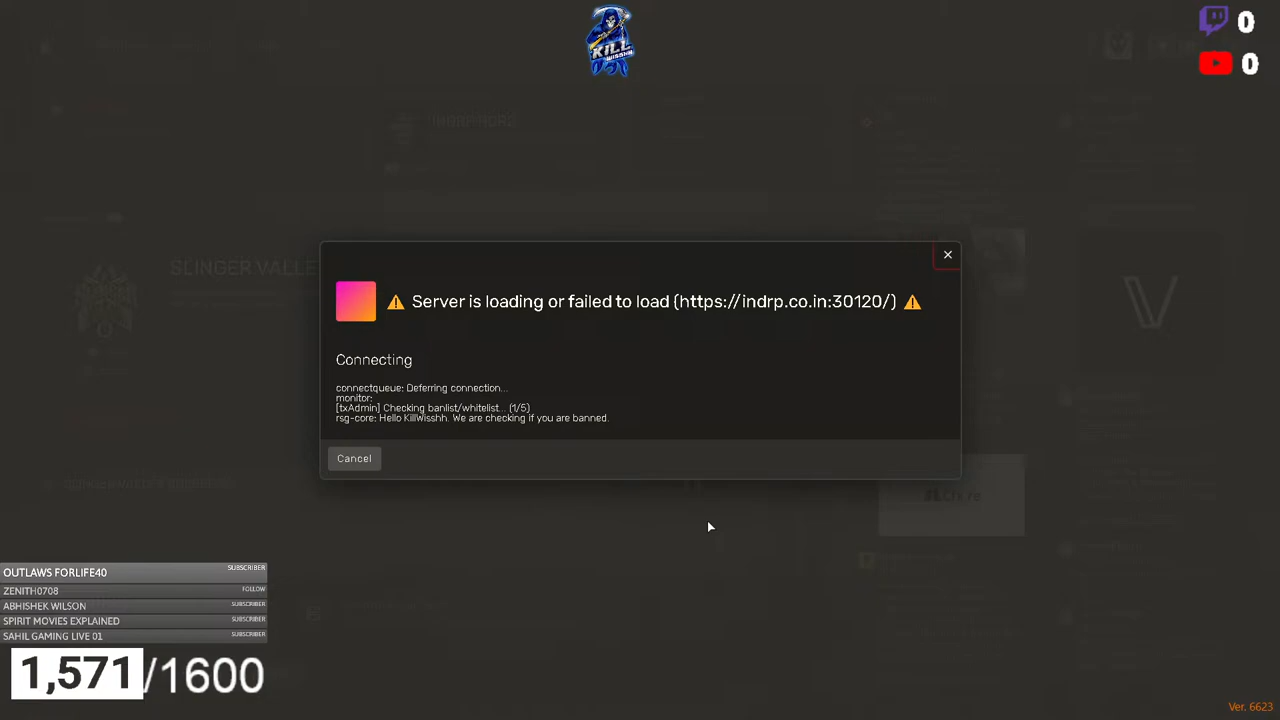 KILL
WISSHH
0
0
SLINGER VALLE
⚠ Server is loading or failed to load (https://indrp.co.in:30120/) ⚠
Connecting
connectqueue: Deferring connection...
monitor:
[txAdmin] Checking banlist/whitelist... (1/5)
rsg-core: Hello KillWisshh. We are checking if you are banned.
Cancel
OUTLAWS FORLIFE40 SUBSCRIBER
ZENITH0708 FOLLOW
ABHISHEK WILSON SUBSCRIBER
SPIRIT MOVIES EXPLAINED SUBSCRIBER
SAHIL GAMING LIVE 01 SUBSCRIBER
1,571/1600
Ver. 6623